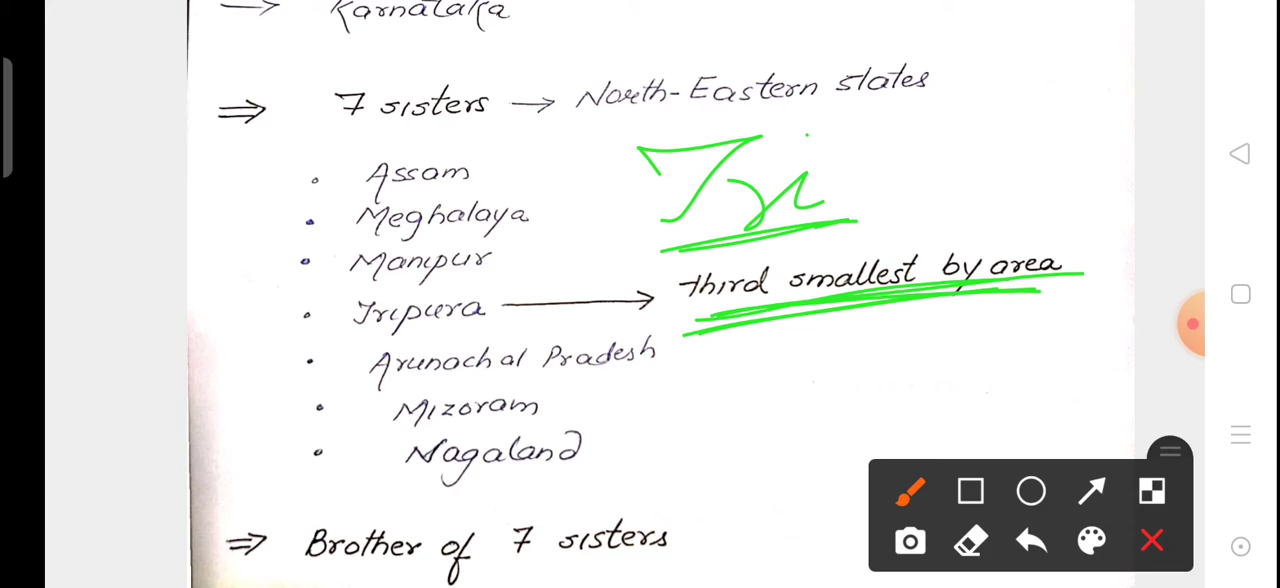 → Karnataka
⇒ 7 sisters → North-Eastern states
Tri
• Assam
• Meghalaya
• Manipur
• Tripura → third smallest by area
• Arunachal Pradesh
• Mizoram
• Nagaland
⇒ Brother of 7 sisters